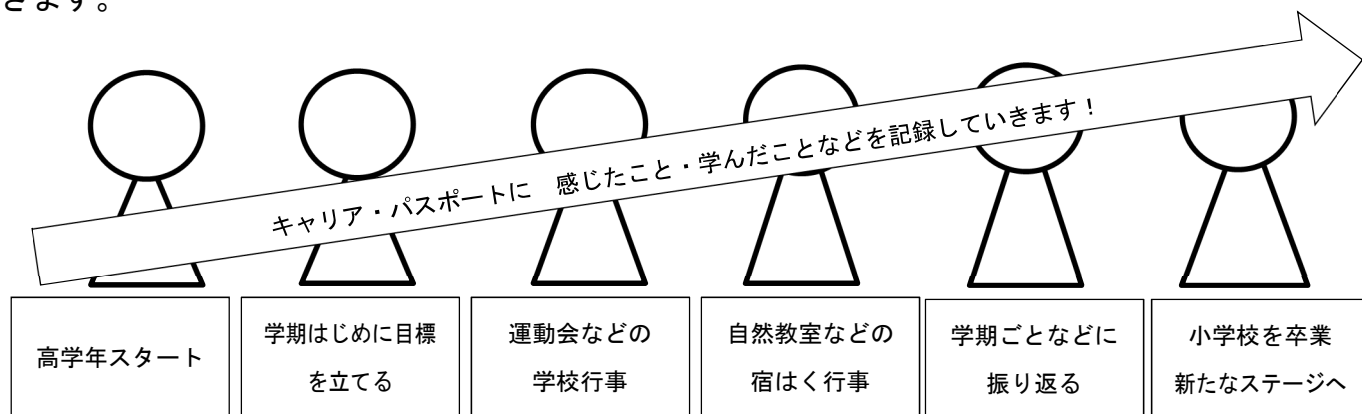 きます。
キャリア・パスポートに　感じたこと・学んだことなどを記録していきます！
高学年スタート
学期はじめに目標
を立てる
運動会などの
学校行事
自然教室などの
宿はく行事
学期ごとなどに
振り返る
小学校を卒業
新たなステージへ